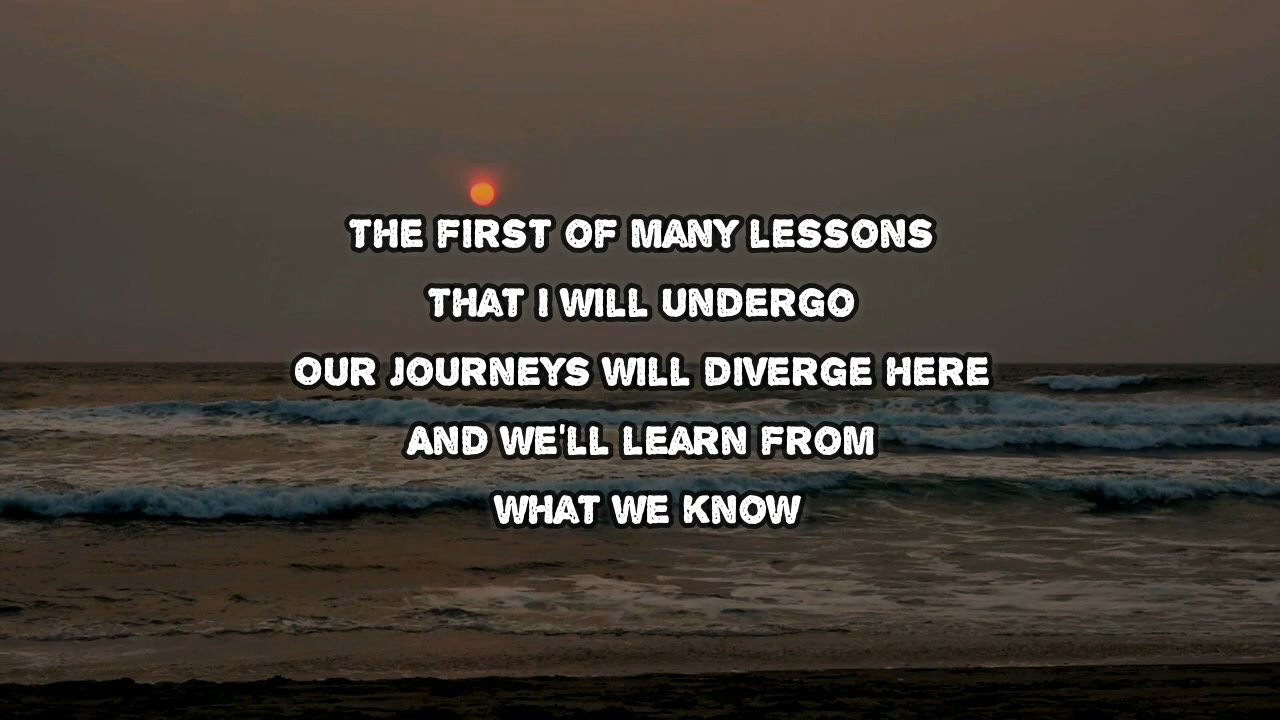 THE FIRST OF MANY LESSONS
THAT I WILL UNDERGO
OUR JOURNEYS WILL DIVERGE HERE
AND WE'LL LEARN FROM
WHAT WE KNOW